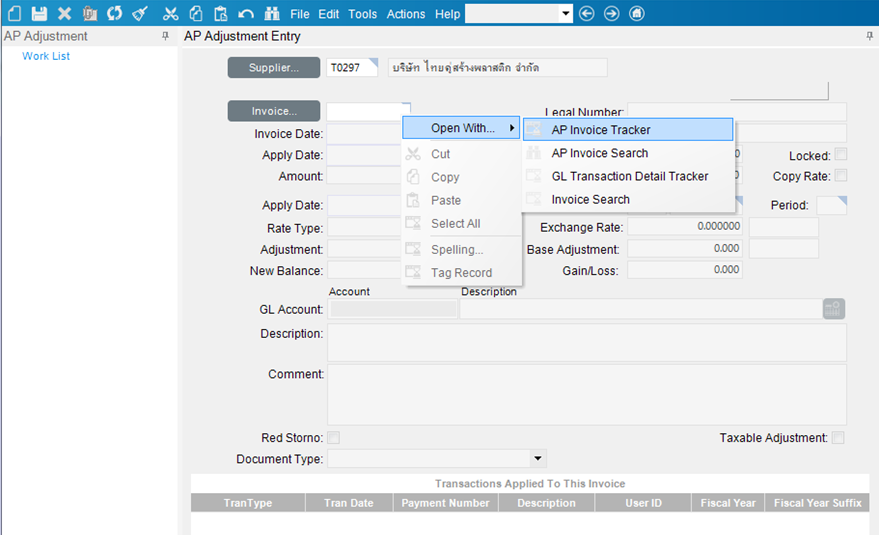 File Edit Tools Actions Help
AP Adjustment
AP Adjustment Entry
Work List
Supplier... T0297 บริษัท ไทยคู่สร้างพลาสติก จำกัด
Invoice... Legal Number:
Open With...
AP Invoice Tracker
AP Invoice Search
GL Transaction Detail Tracker
Invoice Search
Cut
Copy
Paste
Select All
Spelling...
Tag Record
Invoice Date:
Apply Date: 0 Locked:
Amount: 0 Copy Rate:
Apply Date: Period:
Rate Type: Exchange Rate: 0.000000
Adjustment: Base Adjustment: 0.000
New Balance: Gain/Loss: 0.000
Account Description
GL Account:
Description:
Comment:
Red Storno: Taxable Adjustment:
Document Type:
Transactions Applied To This Invoice
TranType Tran Date Payment Number Description User ID Fiscal Year Fiscal Year Suffix